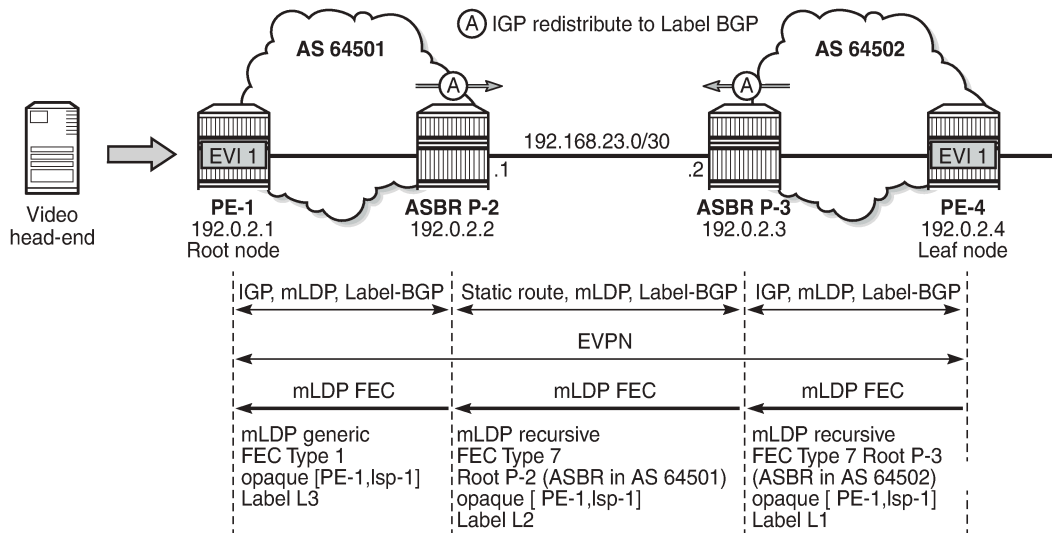 A IGP redistribute to Label BGP
AS 64501
AS 64502
A
A
192.168.23.0/30
EVI 1
EVI 1
.1
.2
Video
head-end
PE-1
192.0.2.1
Root node
ASBR P-2
192.0.2.2
ASBR P-3
192.0.2.3
PE-4
192.0.2.4
Leaf node
IGP, mLDP, Label-BGP
Static route, mLDP, Label-BGP
IGP, mLDP, Label-BGP
EVPN
mLDP FEC
mLDP FEC
mLDP FEC
mLDP generic
FEC Type 1
opaque [PE-1,lsp-1]
Label L3
mLDP recursive
FEC Type 7
Root P-2 (ASBR in AS 64501)
opaque [ PE-1,lsp-1]
Label L2
mLDP recursive
FEC Type 7 Root P-3
(ASBR in AS 64502)
opaque [ PE-1,lsp-1]
Label L1